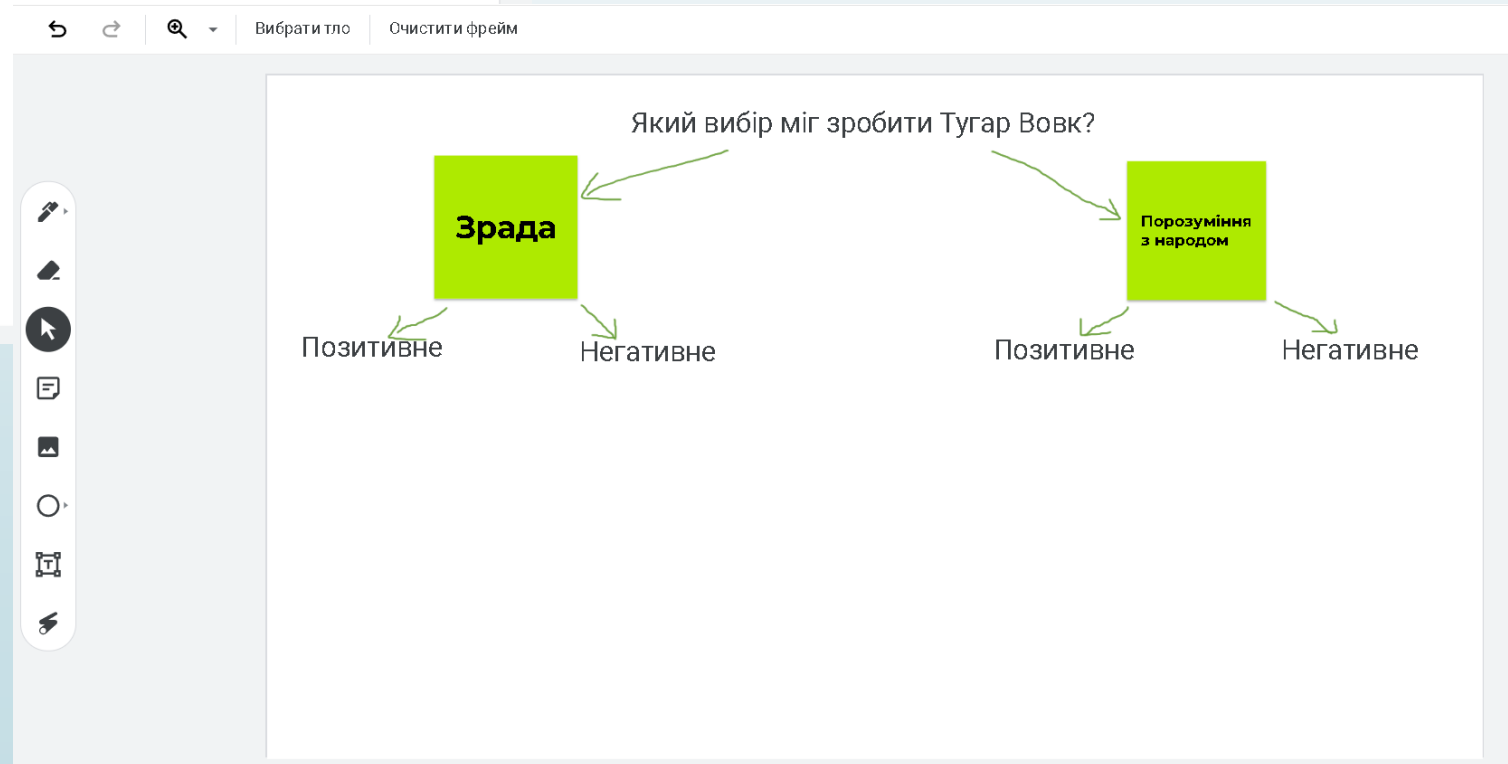 Вибрати тло
Очистити фрейм
Який вибір міг зробити Тугар Вовк?
Зрада
Порозуміння
з народом
Позитивне
Негативне
Позитивне
Негативне